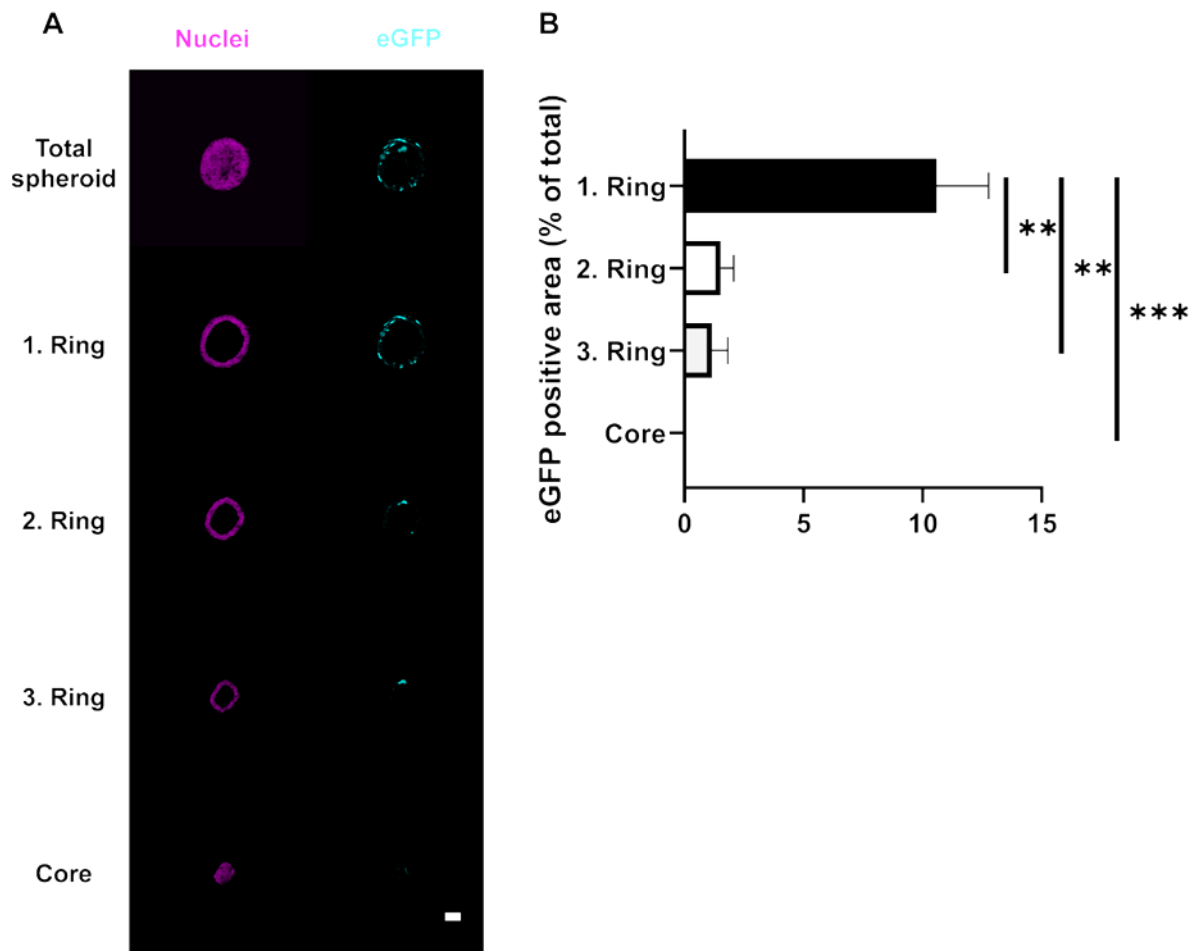 A
Nuclei eGFP
Total
spheroid
1. Ring
2. Ring
3. Ring
Core
B
eGFP positive area (% of total)
1. Ring
2. Ring
3. Ring
Core
0 5 10 15
**
**
***